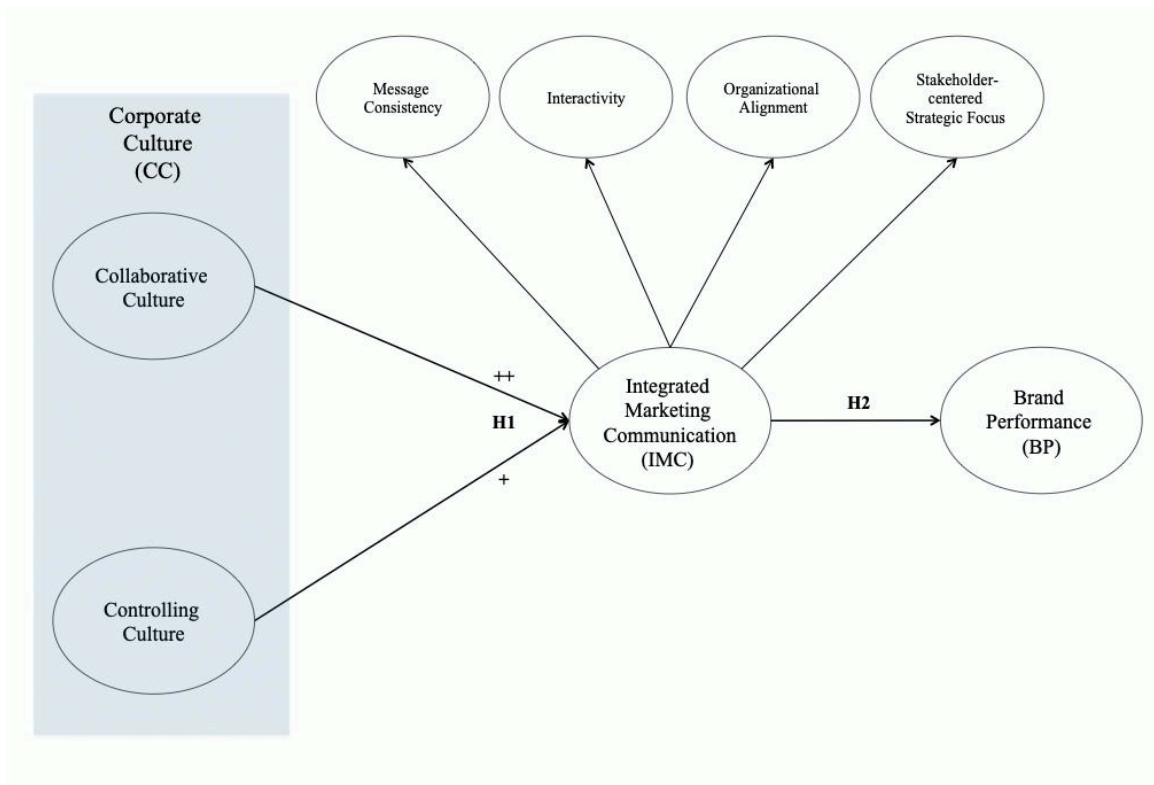 Message
Consistency
Interactivity
Organizational
Alignment
Stakeholder-
centered
Strategic Focus
Corporate
Culture
(CC)
Collaborative
Culture
++
H1
+
Integrated
Marketing
Communication
(IMC)
H2
Brand
Performance
(BP)
Controlling
Culture